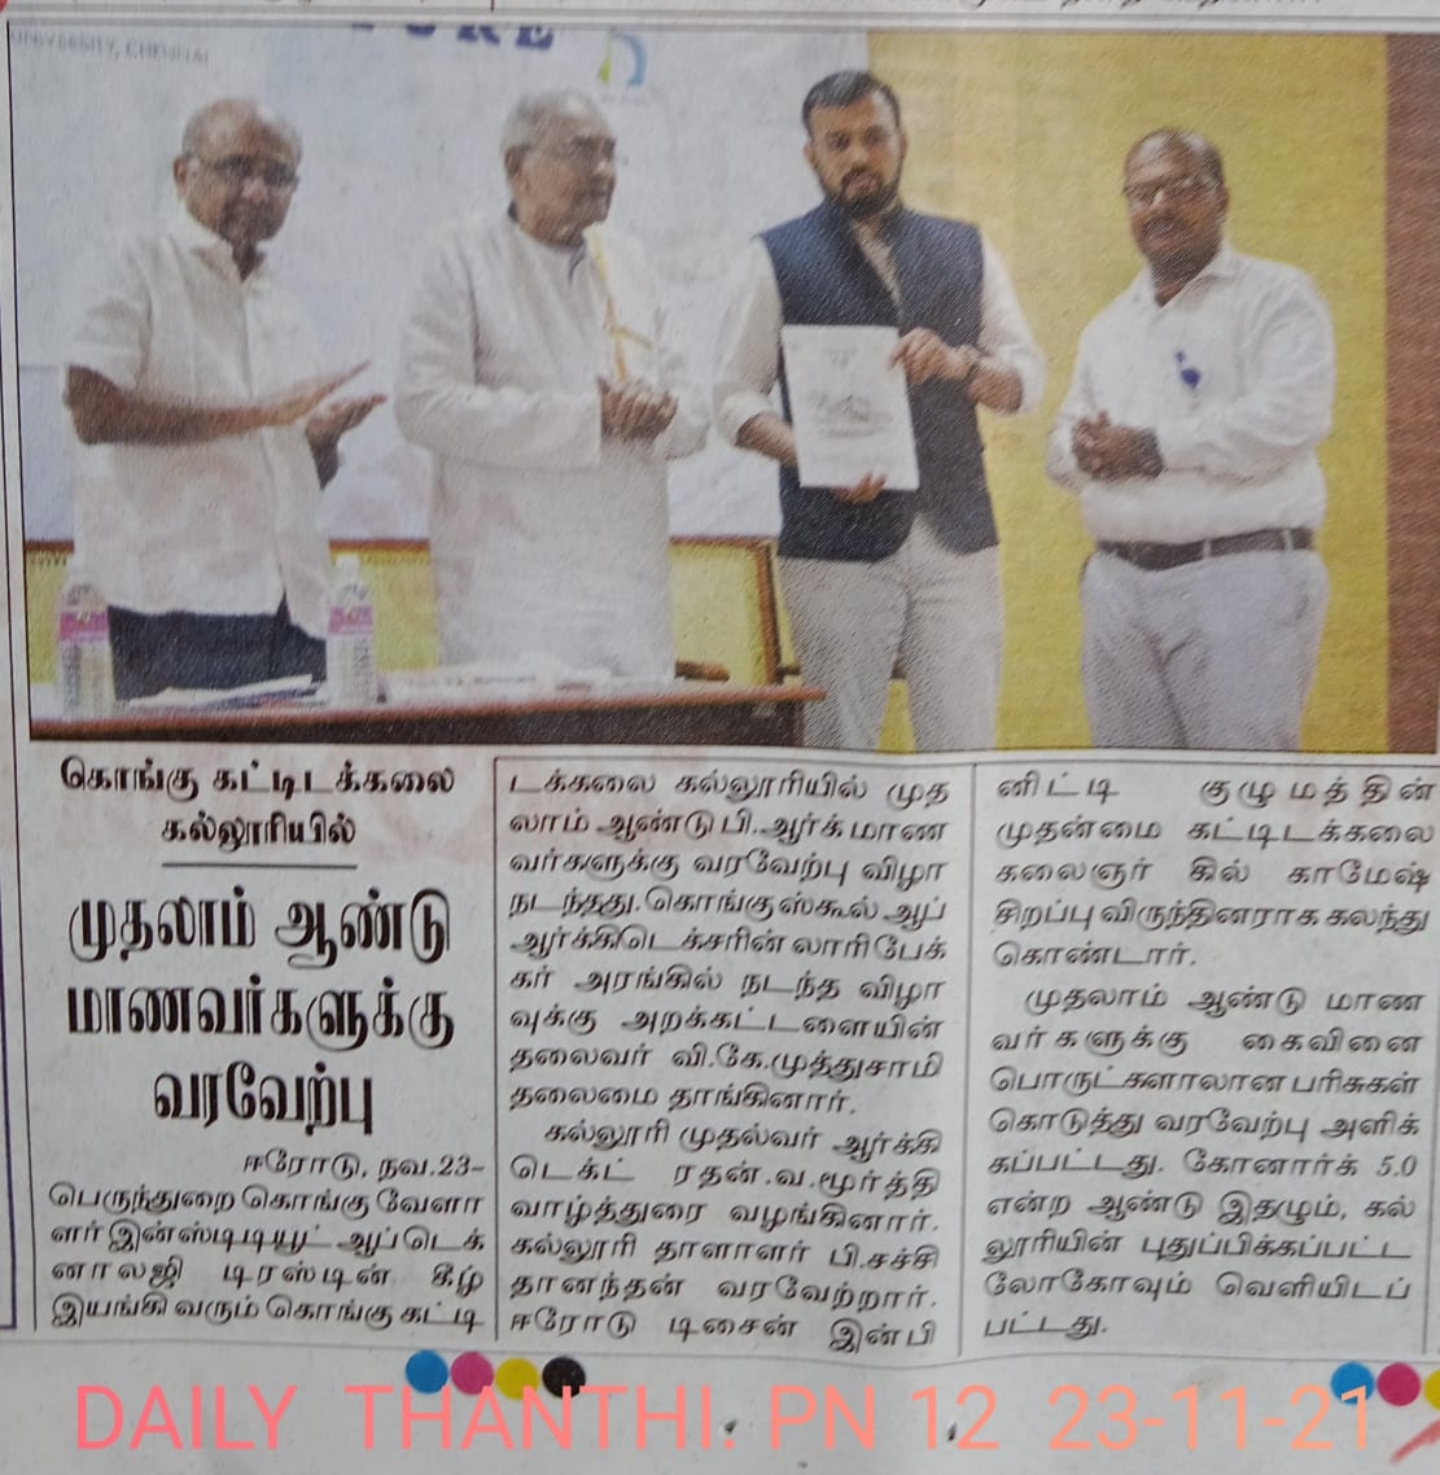 UNIVERSITY, CHENNAI
கொங்கு கட்டிடக்கலை
கல்லூரியில்
முதலாம் ஆண்டு
மாணவர்களுக்கு
வரவேற்பு
ஈரோடு, நவ.23-
பெருந்துறை கொங்கு வேளா
ளர் இன்ஸ்டிடியூட் ஆப் டெக்
னாலஜி டிரஸ்டின் கீழ்
இயங்கி வரும் கொங்கு கட்டி
டக்கலை கல்லூரியில் முத
லாம் ஆண்டு பி.ஆர்க் மாண
வர்களுக்கு வரவேற்பு விழா
நடந்தது. கொங்கு ஸ்கூல் ஆப்
ஆர்க்கிடெக்சரின் லாரி பேக்
கர் அரங்கில் நடந்த விழா
வுக்கு அறக்கட்டளையின்
தலைவர் வி.கே.முத்துசாமி
தலைமை தாங்கினார்.
கல்லூரி முதல்வர் ஆர்க்கி
டெக்ட் ரதன்.வ.மூர்த்தி
வாழ்த்துரை வழங்கினார்.
கல்லூரி தாளாளர் பி.சச்சி
தானந்தன் வரவேற்றார்.
ஈரோடு டிசைன் இன்பி
னிட்டி குழுமத்தின்
முதன்மை கட்டிடக்கலை
கலைஞர் கில் காமேஷ்
சிறப்பு விருந்தினராக கலந்து
கொண்டார்.
முதலாம் ஆண்டு மாண
வர்களுக்கு கைவினை
பொருட்களாலான பரிசுகள்
கொடுத்து வரவேற்பு அளிக்
கப்பட்டது. கோனார்க் 5.0
என்ற ஆண்டு இதழும், கல்
லூரியின் புதுப்பிக்கப்பட்ட
லோகோவும் வெளியிடப்
பட்டது.
DAILY THANTHI. PN 12 23-11-21